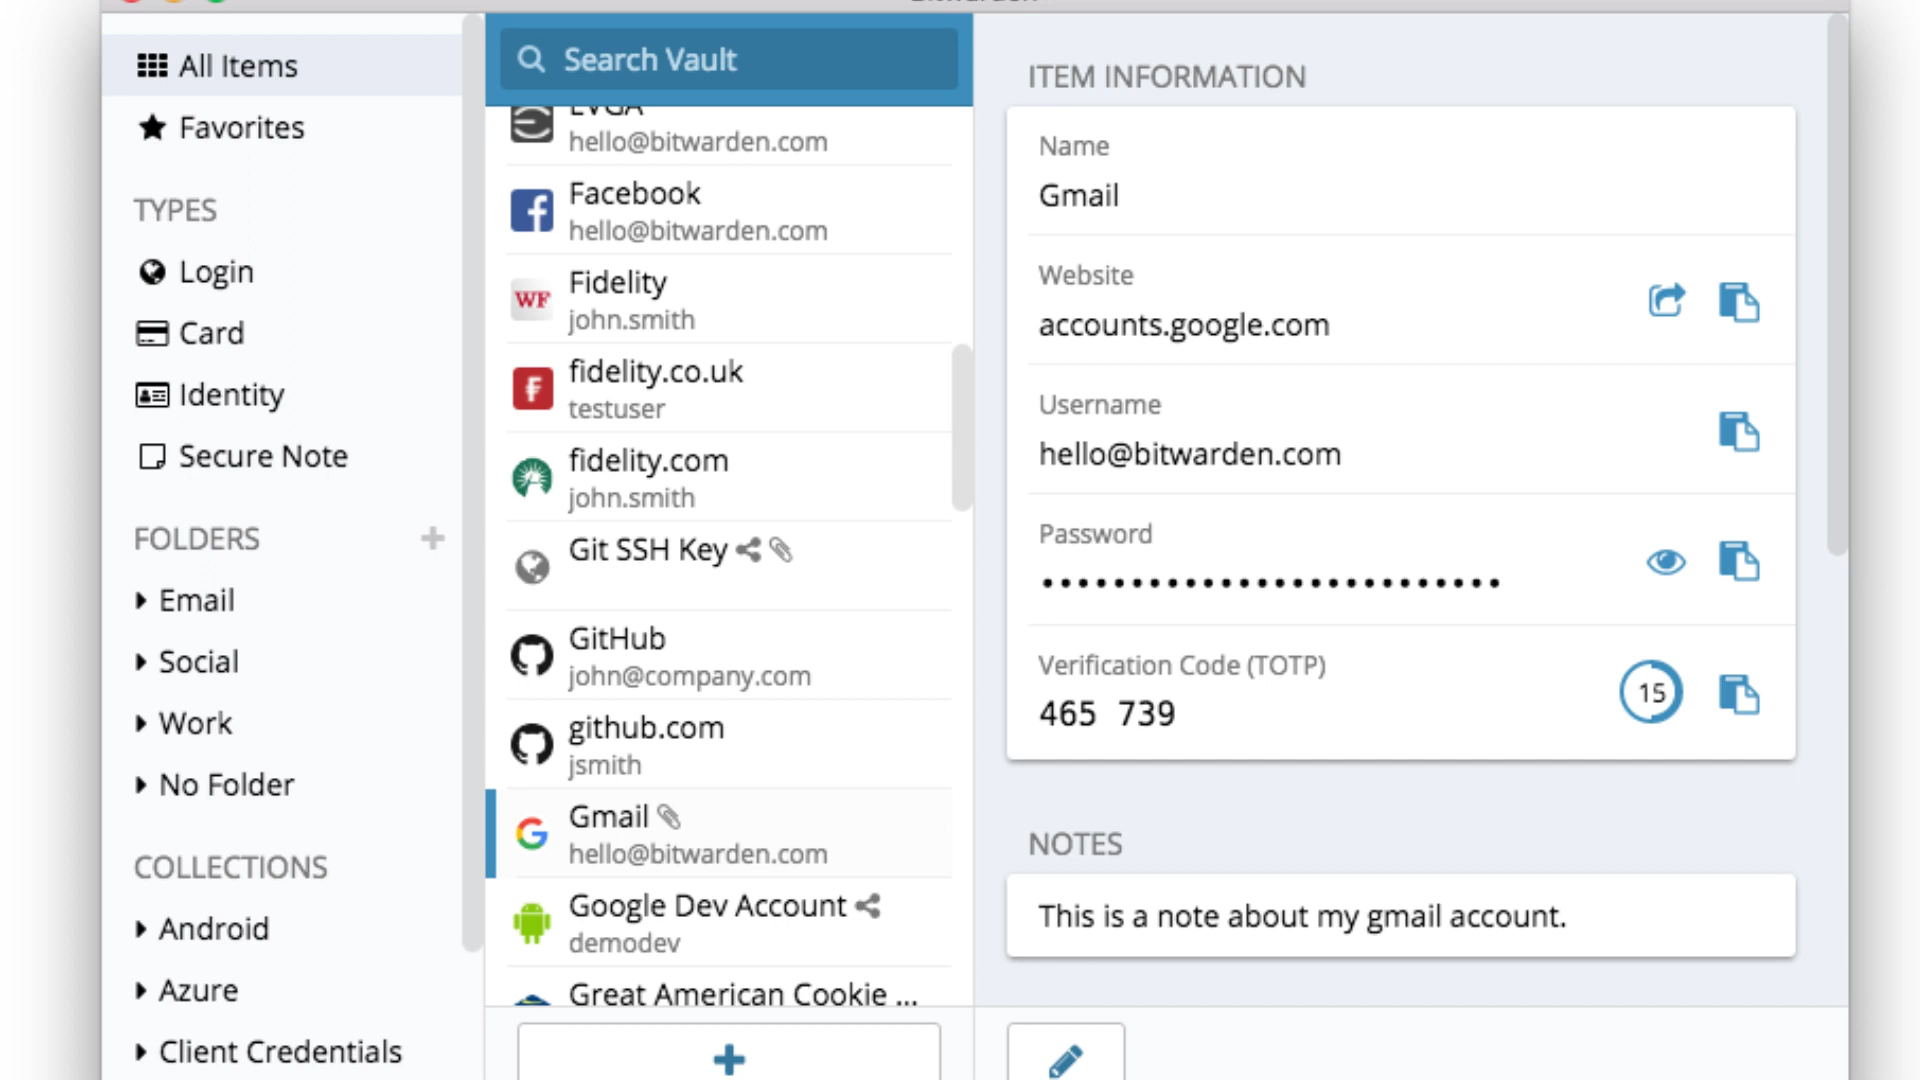 All Items
Favorites
TYPES
Login
Card
Identity
Secure Note
FOLDERS
Email
Social
Work
No Folder
COLLECTIONS
Android
Azure
Client Credentials
Search Vault
EVGA
hello@bitwarden.com
Facebook
hello@bitwarden.com
WF
Fidelity
john.smith
fidelity.co.uk
testuser
fidelity.com
john.smith
Git SSH Key
GitHub
john@company.com
github.com
jsmith
Gmail
hello@bitwarden.com
Google Dev Account
demodev
Great American Cookie ...
ITEM INFORMATION
Name
Gmail
Website
accounts.google.com
Username
hello@bitwarden.com
Password
••••••••••••••••••••••••••
Verification Code (TOTP)
465 739
15
NOTES
This is a note about my gmail account.